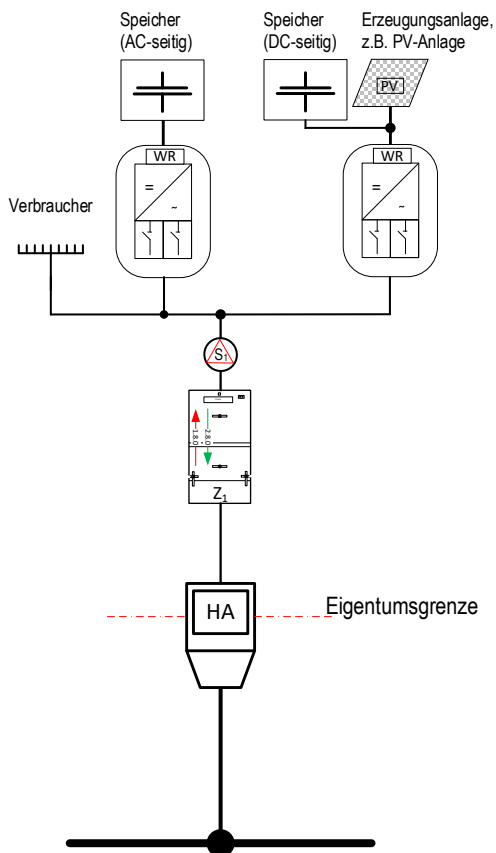 Speicher
(AC-seitig)
Speicher
(DC-seitig)
Erzeugungsanlage,
z.B. PV-Anlage
PV
WR
=
~
WR
=
~
Verbraucher
S1
1.8.0
2.8.0
Z1
HA
Eigentumsgrenze